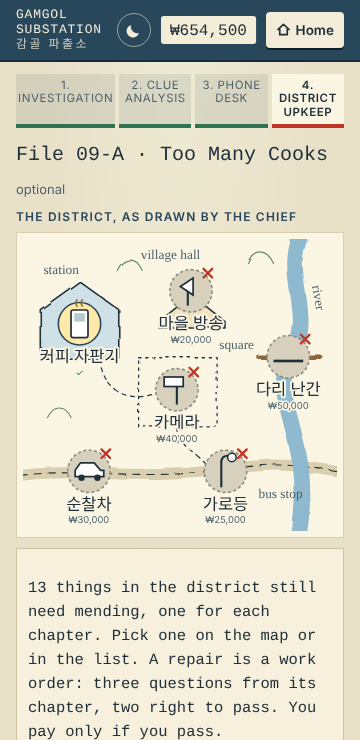 GAMGOL
SUBSTATION
감골 파출소
₩654,500
Home
1. INVESTIGATION
2. CLUE ANALYSIS
3. PHONE DESK
4. DISTRICT UPKEEP
File 09-A · Too Many Cooks
optional
THE DISTRICT, AS DRAWN BY THE CHIEF
village hall
station
river
마을 방송
₩20,000
square
커피 자판기
다리 난간
₩50,000
카메라
₩40,000
순찰차
₩30,000
가로등
₩25,000
bus stop
13 things in the district still
need mending, one for each
chapter. Pick one on the map or
in the list. A repair is a work
order: three questions from its
chapter, two right to pass. You
pay only if you pass.